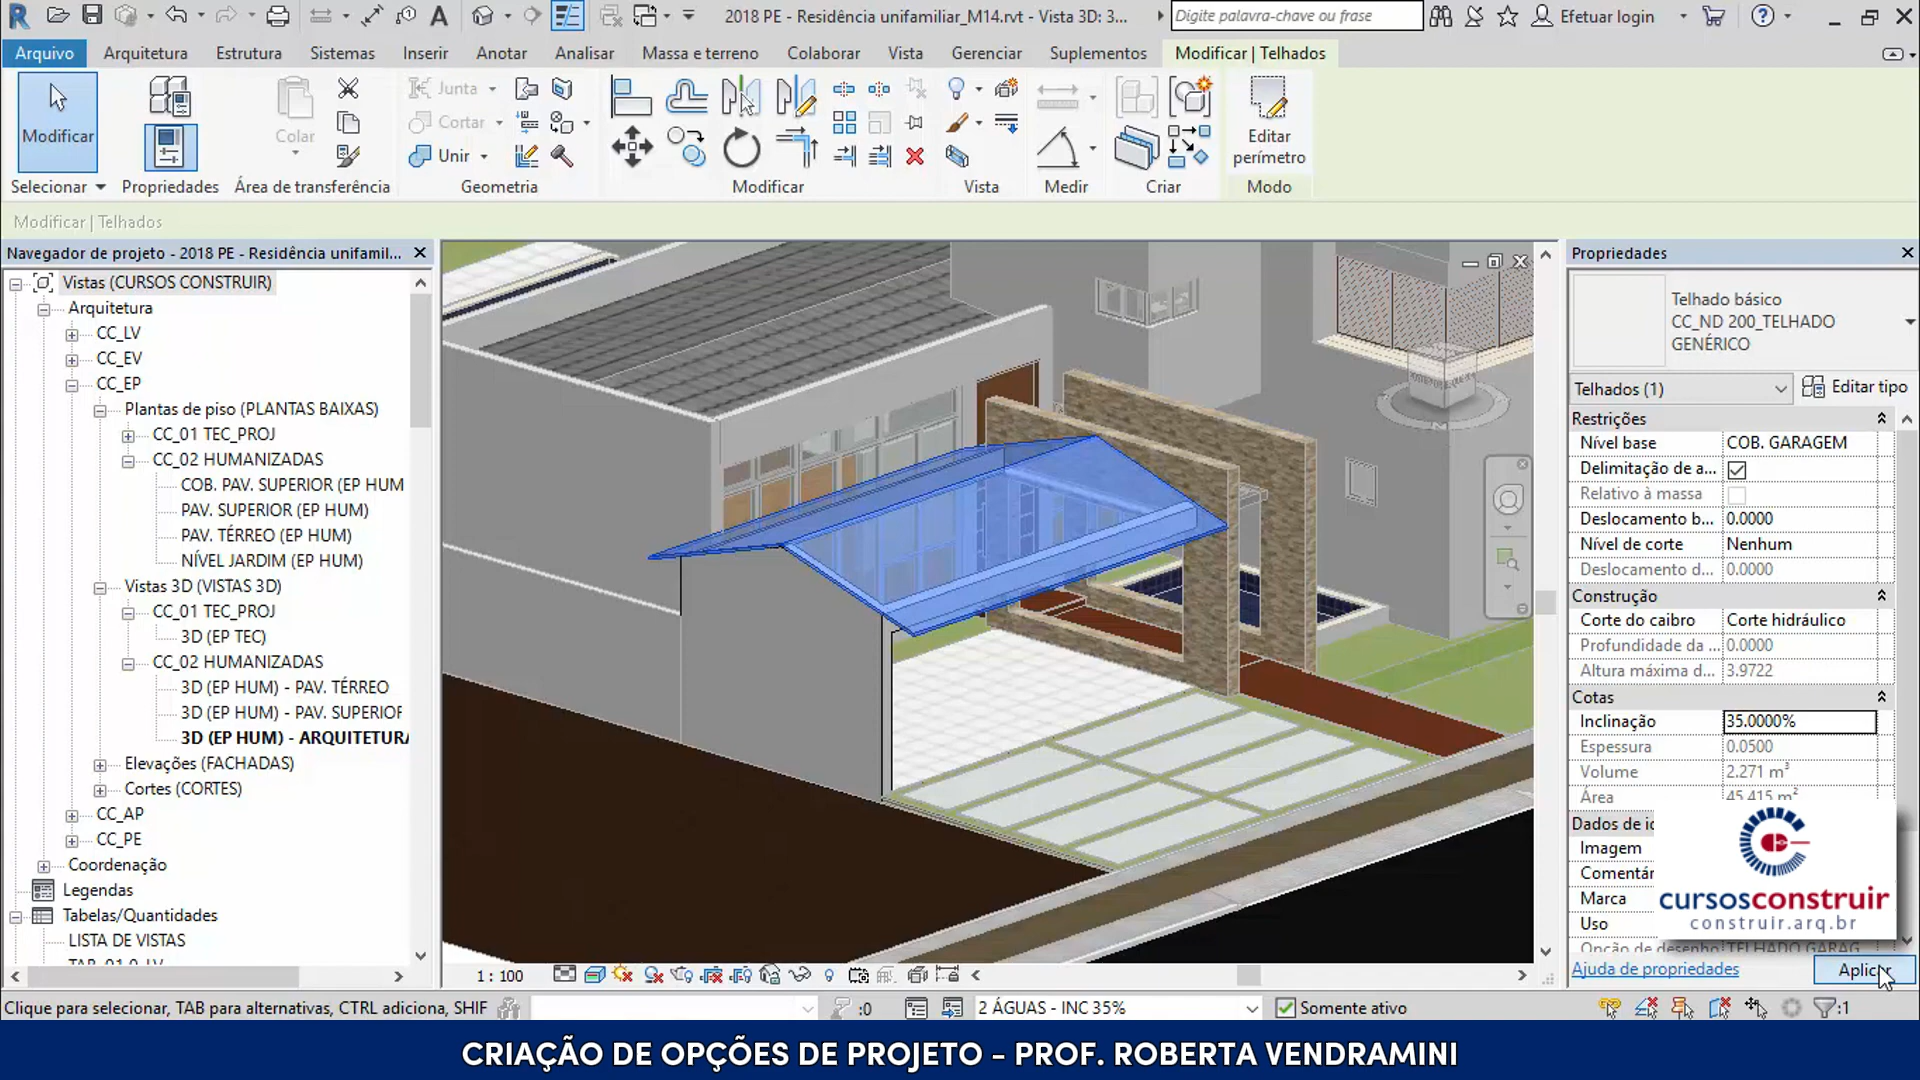 2018 PE - Residência unifamiliar_M14.rvt - Vista 3D: 3...
Digite palavra-chave ou frase
Efetuar login
Arquivo
Arquitetura
Estrutura
Sistemas
Inserir
Anotar
Analisar
Massa e terreno
Colaborar
Vista
Gerenciar
Suplementos
Modificar | Telhados
Modificar
Colar
Junta
Cortar
Unir
Editar
perímetro
Selecionar
Propriedades
Área de transferência
Geometria
Modificar
Vista
Medir
Criar
Modo
Modificar | Telhados
Navegador de projeto - 2018 PE - Residência unifamil...
Vistas (CURSOS CONSTRUIR)
Arquitetura
CC_LV
CC_EV
CC_EP
Plantas de piso (PLANTAS BAIXAS)
CC_01 TEC_PROJ
CC_02 HUMANIZADAS
COB. PAV. SUPERIOR (EP HUM
PAV. SUPERIOR (EP HUM)
PAV. TÉRREO (EP HUM)
NÍVEL JARDIM (EP HUM)
Vistas 3D (VISTAS 3D)
CC_01 TEC_PROJ
3D (EP TEC)
CC_02 HUMANIZADAS
3D (EP HUM) - PAV. TÉRREO
3D (EP HUM) - PAV. SUPERIOR
3D (EP HUM) - ARQUITETURA
Elevações (FACHADAS)
Cortes (CORTES)
CC_AP
CC_PE
Coordenação
Legendas
Tabelas/Quantidades
LISTA DE VISTAS
Propriedades
Telhado básico
CC_ND 200_TELHADO
GENÉRICO
Telhados (1)
Editar tipo
Restrições
Nível base COB. GARAGEM
Delimitação de a...
Relativo à massa
Deslocamento b... 0.0000
Nível de corte Nenhum
Deslocamento d... 0.0000
Construção
Corte do caibro Corte hidráulico
Profundidade da ... 0.0000
Altura máxima d... 3.9722
Cotas
Inclinação 35.0000%
Espessura 0.0500
Volume 2.271 m³
Área 45.415 m²
Dados de id
Imagem
Comentár
Marca
Uso
cursosconstruir
construir.arq.br
Ajuda de propriedades
Aplicar
1 : 100
Clique para selecionar, TAB para alternativas, CTRL adiciona, SHIF
:0
2 ÁGUAS - INC 35%
Somente ativo
:1
CRIAÇÃO DE OPÇÕES DE PROJETO - PROF. ROBERTA VENDRAMINI